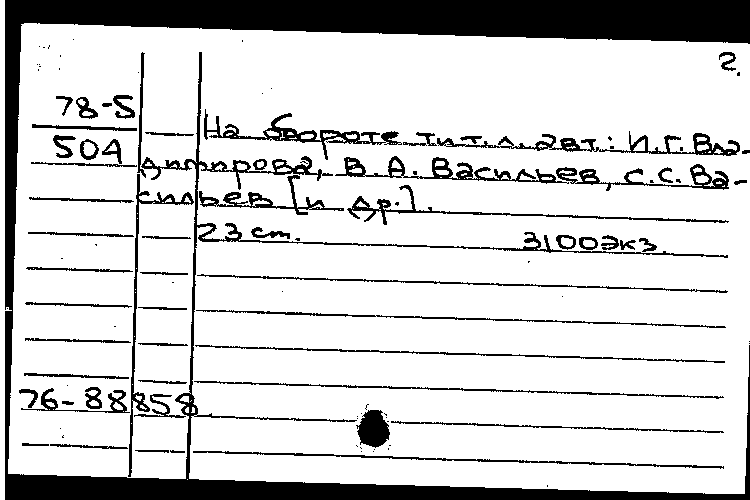 2.
78-5
504
На обороте тит.л. авт.: И.Г. Вла-
димирова, В.А. Васильев, С.С. Ва-
сильев [и др.].
23 см. 3100экз.
76-88858